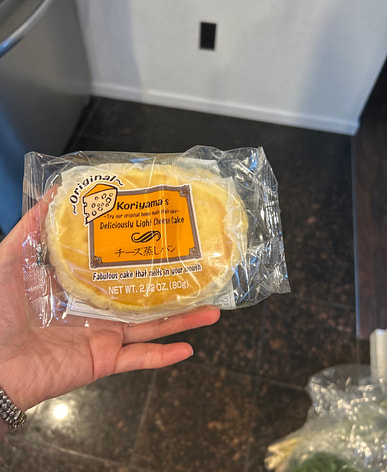 ~Original~
Koriyama's
~Try our original home made cheese cake~
Deliciously Light Cheese Cake
チーズ蒸しパン
Fabulous cake that melts in your mouth
NET WT. 2.82 OZ. (80g)